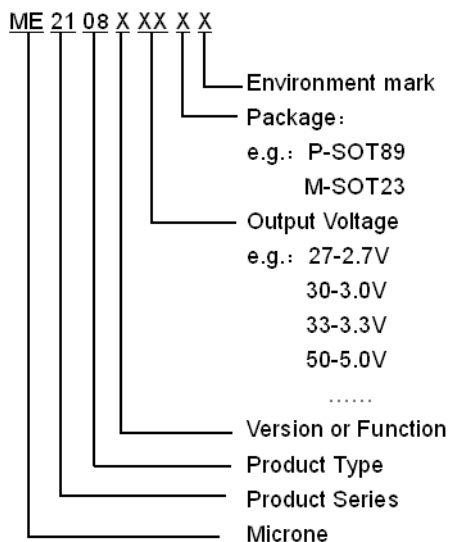 ME 21 08 X XX X X
Environment mark
Package：
e.g.： P-SOT89
M-SOT23
Output Voltage
e.g.： 27-2.7V
30-3.0V
33-3.3V
50-5.0V
......
Version or Function
Product Type
Product Series
Microne